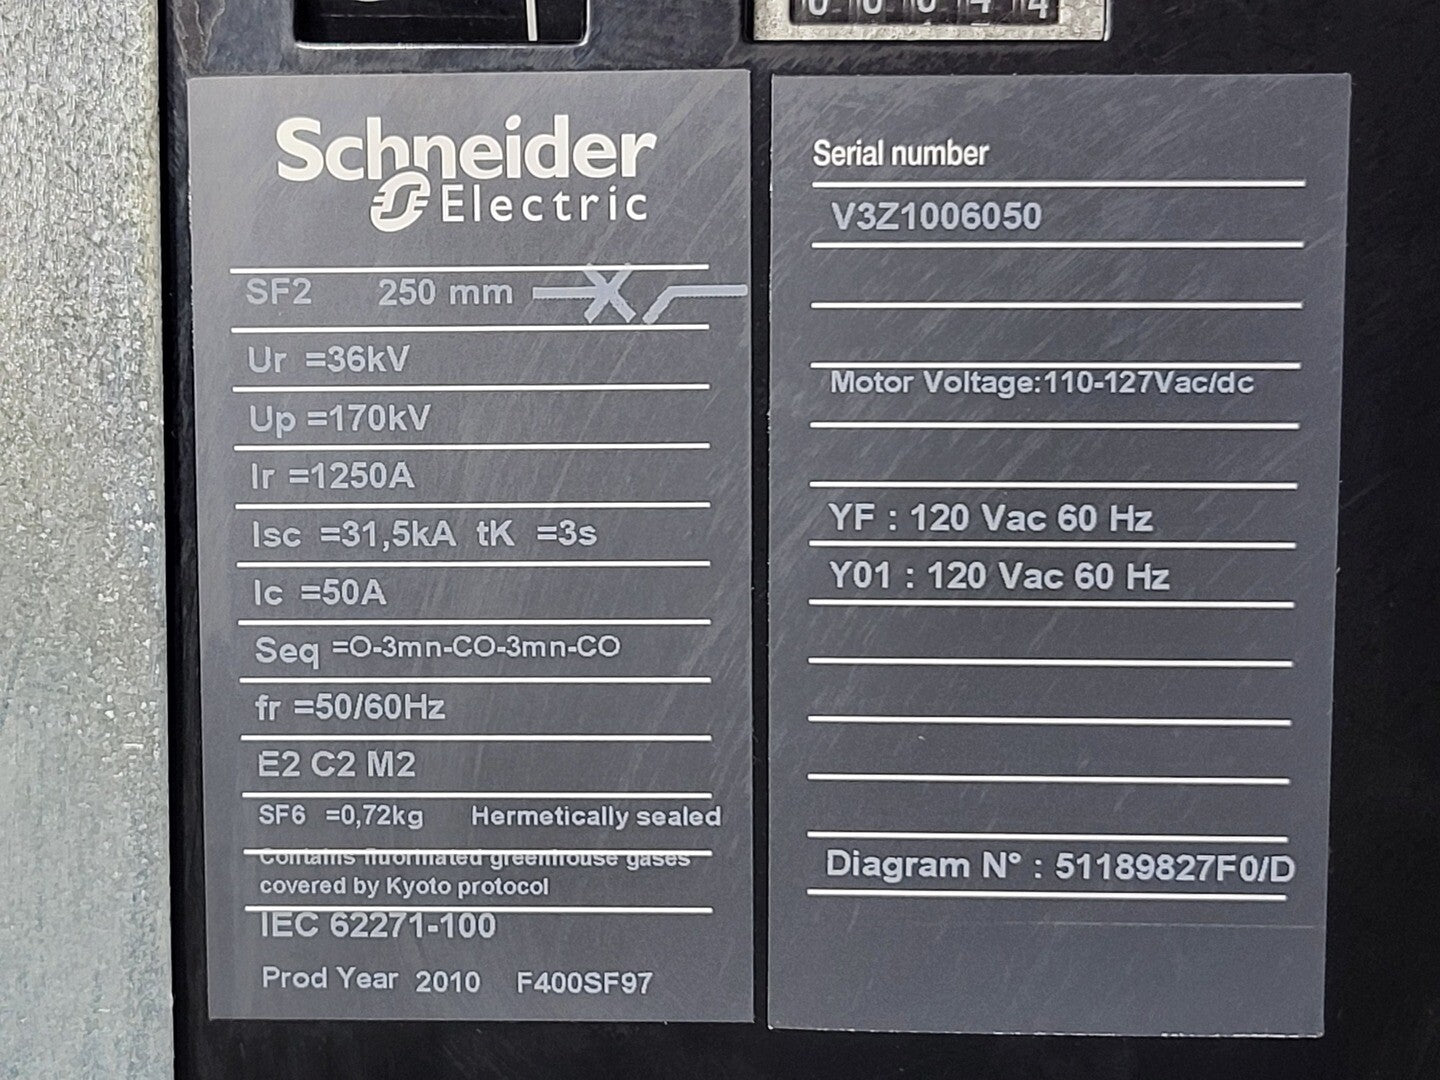 00044
Schneider
Electric
SF2 250 mm
Ur =36kV
Up =170kV
Ir =1250A
Isc =31,5kA tK =3s
Ic =50A
Seq =O-3mn-CO-3mn-CO
fr =50/60Hz
E2 C2 M2
SF6 =0,72kg Hermetically sealed
Contains fluorinated greenhouse gases
covered by Kyoto protocol
IEC 62271-100
Prod Year 2010 F400SF97
Serial number
V3Z1006050
Motor Voltage:110-127Vac/dc
YF : 120 Vac 60 Hz
Y01 : 120 Vac 60 Hz
Diagram N° : 51189827F0/D